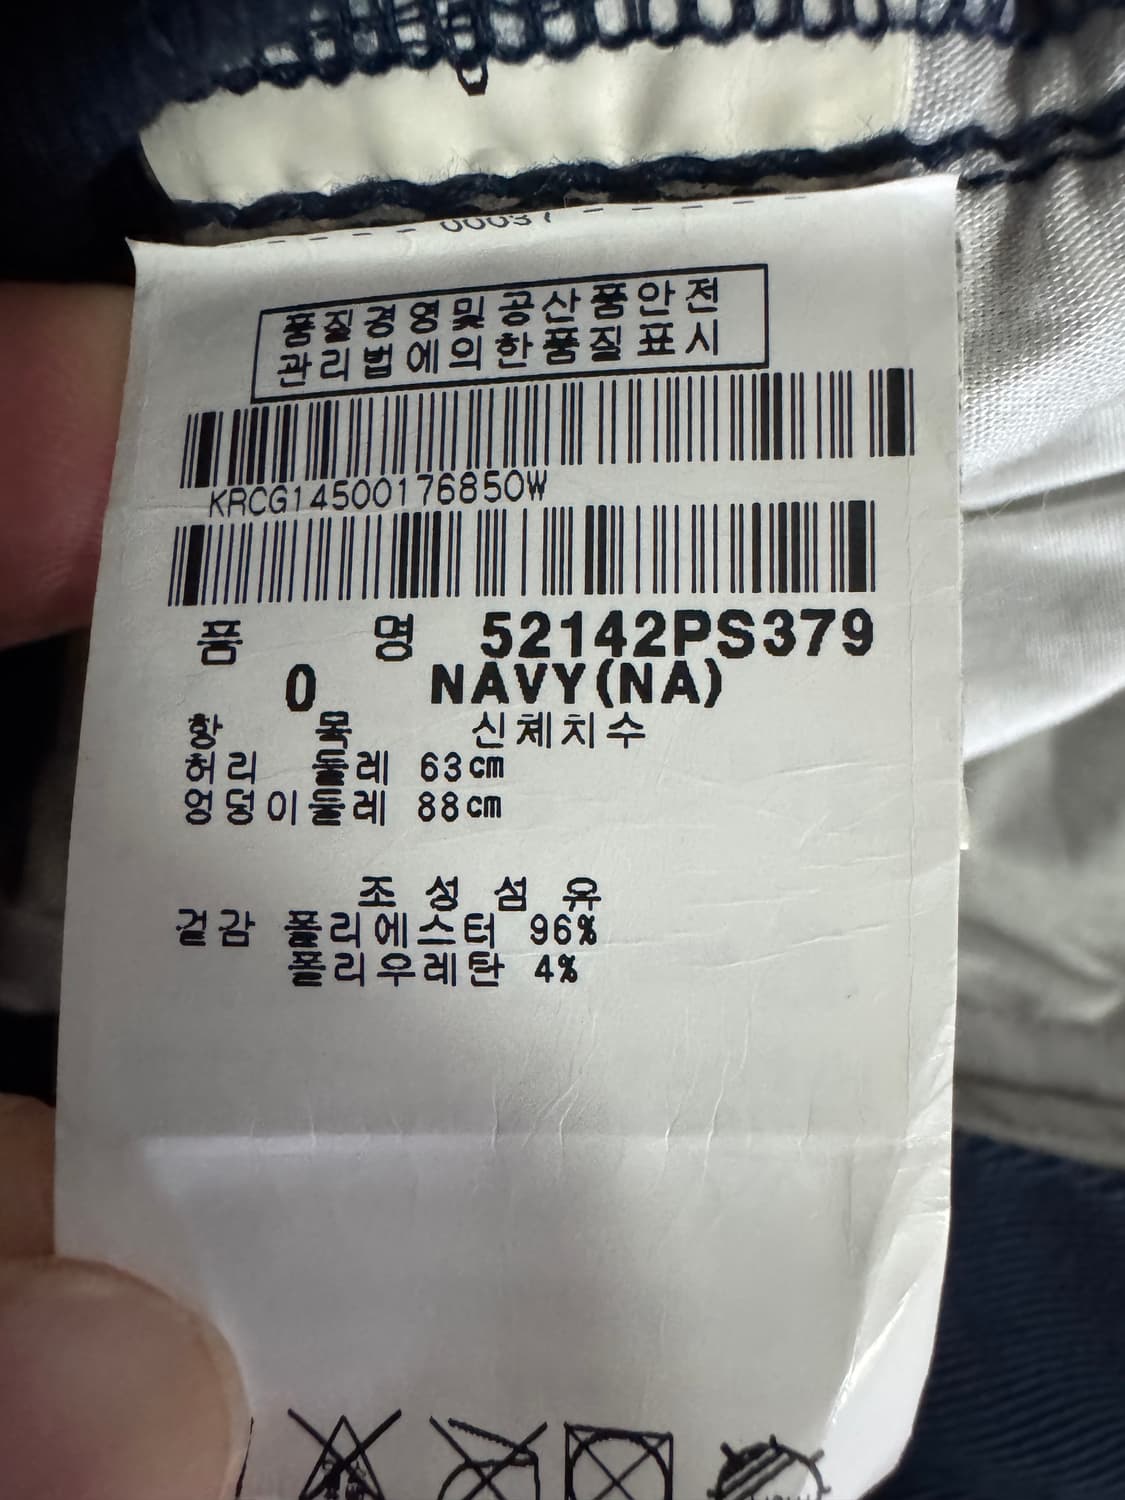 00037
품질경영및공산품안전
관리법에의한품질표시
KRCG14500176850W
품 명 52142PS379
0 NAVY(NA)
항 목 신체치수
허리 둘레 63cm
엉덩이둘레 88cm
조성섬유
겉감 폴리에스터 96%
폴리우레탄 4%